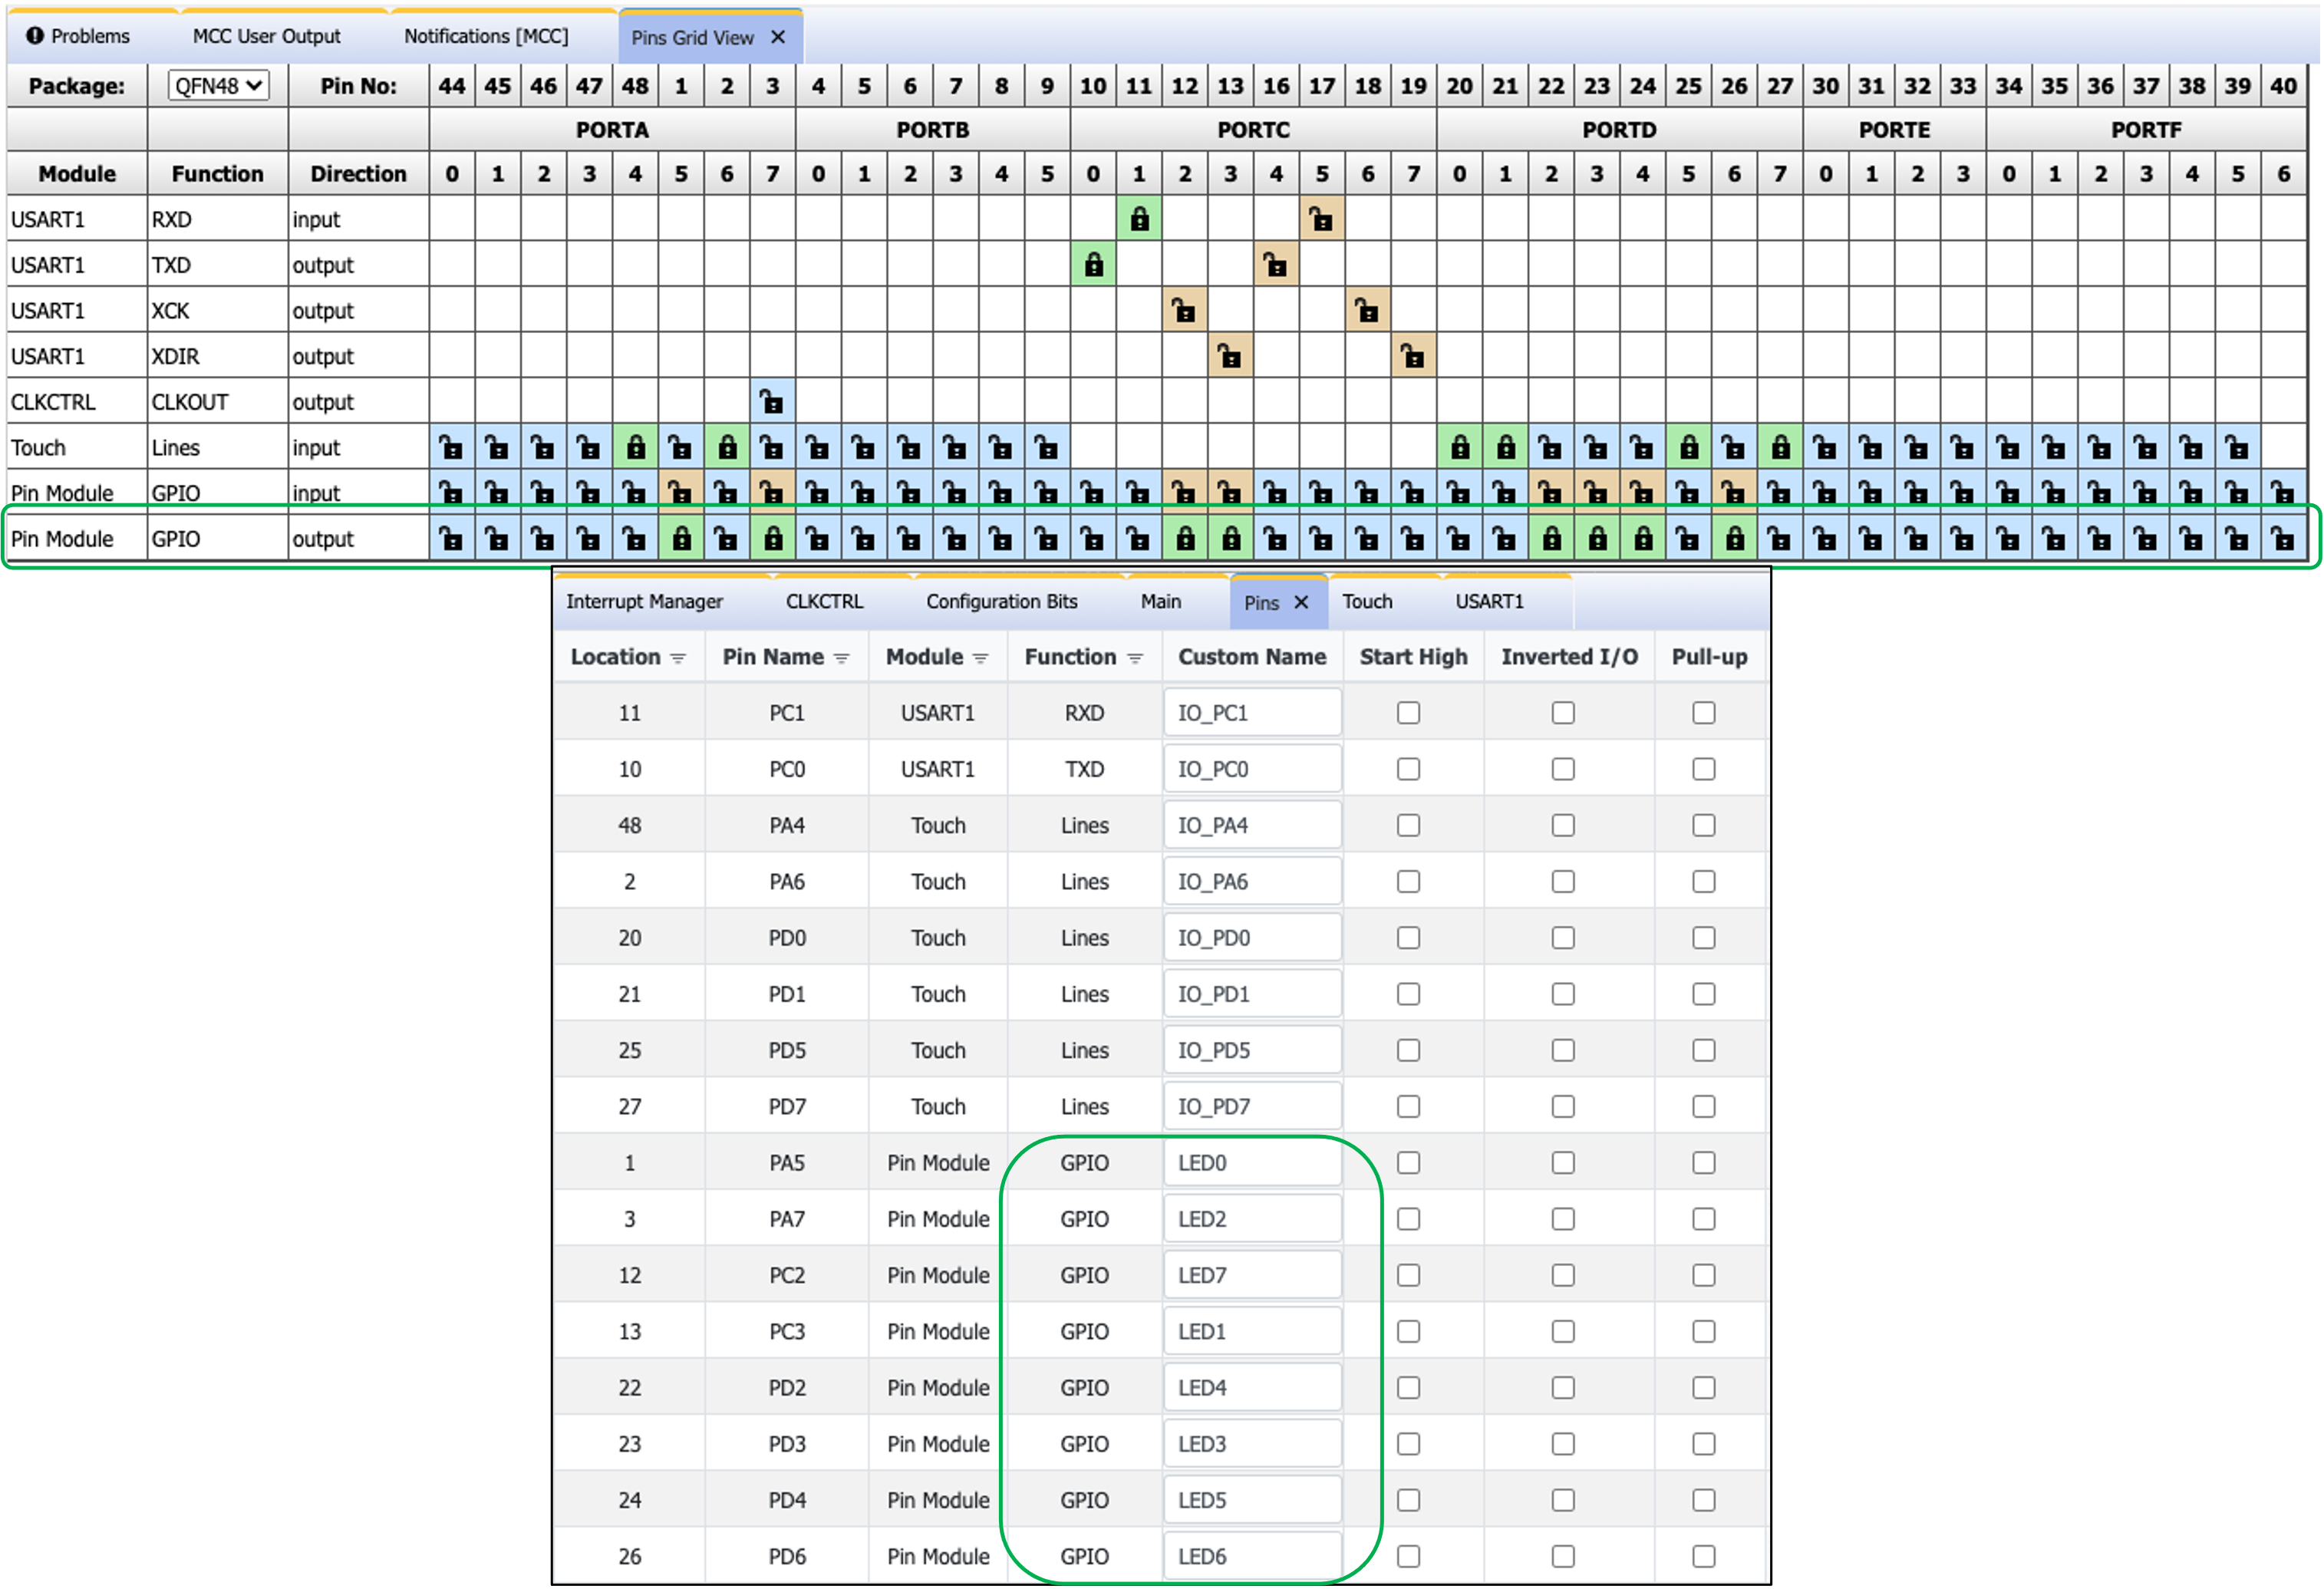 Problems MCC User Output Notifications [MCC] Pins Grid View ✕
Package: QFN48 Pin No: 44 45 46 47 48 1 2 3 4 5 6 7 8 9 10 11 12 13 16 17 18 19 20 21 22 23 24 25 26 27 30 31 32 33 34 35 36 37 38 39 40
PORTA PORTB PORTC PORTD PORTE PORTF
Module Function Direction 0 1 2 3 4 5 6 7 0 1 2 3 4 5 0 1 2 3 4 5 6 7 0 1 2 3 4 5 6 7 0 1 2 3 0 1 2 3 4 5 6
USART1 RXD input
USART1 TXD output
USART1 XCK output
USART1 XDIR output
CLKCTRL CLKOUT output
Touch Lines input
Pin Module GPIO input
Pin Module GPIO output
Interrupt Manager CLKCTRL Configuration Bits Main Pins ✕ Touch USART1
Location Pin Name Module Function Custom Name Start High Inverted I/O Pull-up
11 PC1 USART1 RXD IO_PC1
10 PC0 USART1 TXD IO_PC0
48 PA4 Touch Lines IO_PA4
2 PA6 Touch Lines IO_PA6
20 PD0 Touch Lines IO_PD0
21 PD1 Touch Lines IO_PD1
25 PD5 Touch Lines IO_PD5
27 PD7 Touch Lines IO_PD7
1 PA5 Pin Module GPIO LED0
3 PA7 Pin Module GPIO LED2
12 PC2 Pin Module GPIO LED7
13 PC3 Pin Module GPIO LED1
22 PD2 Pin Module GPIO LED4
23 PD3 Pin Module GPIO LED3
24 PD4 Pin Module GPIO LED5
26 PD6 Pin Module GPIO LED6